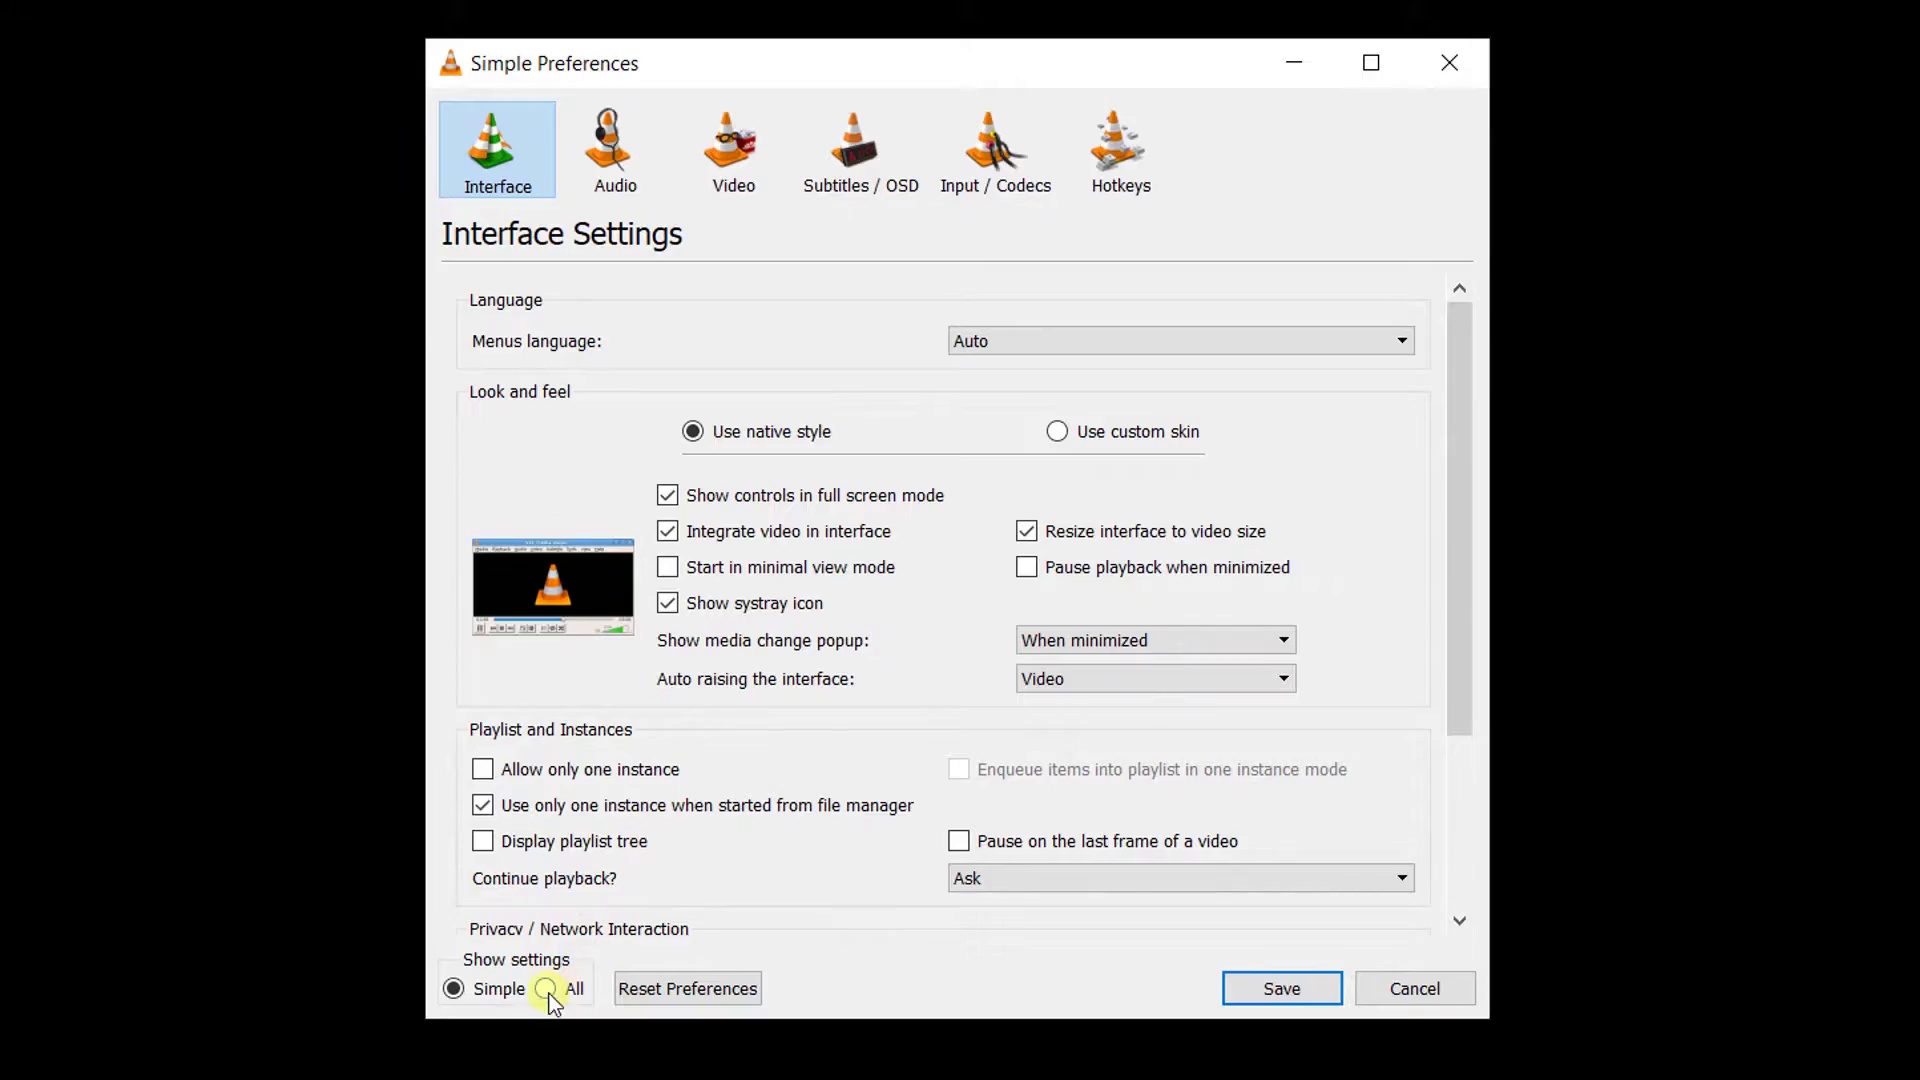 Simple Preferences
Interface
Audio
Video
Subtitles / OSD
Input / Codecs
Hotkeys
Interface Settings
Language
Menus language:
Auto
Look and feel
Use native style
Use custom skin
Show controls in full screen mode
Integrate video in interface
Resize interface to video size
Start in minimal view mode
Pause playback when minimized
Show systray icon
Show media change popup:
When minimized
Auto raising the interface:
Video
Playlist and Instances
Allow only one instance
Enqueue items into playlist in one instance mode
Use only one instance when started from file manager
Display playlist tree
Pause on the last frame of a video
Continue playback?
Ask
Privacy / Network Interaction
Show settings
Simple
All
Reset Preferences
Save
Cancel